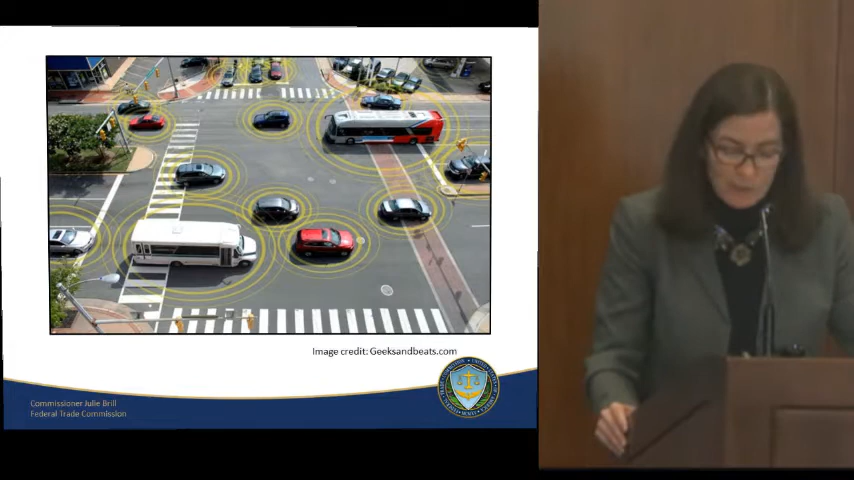 Image credit: Geeksandbeats.com
Commissioner Julie Brill
Federal Trade Commission